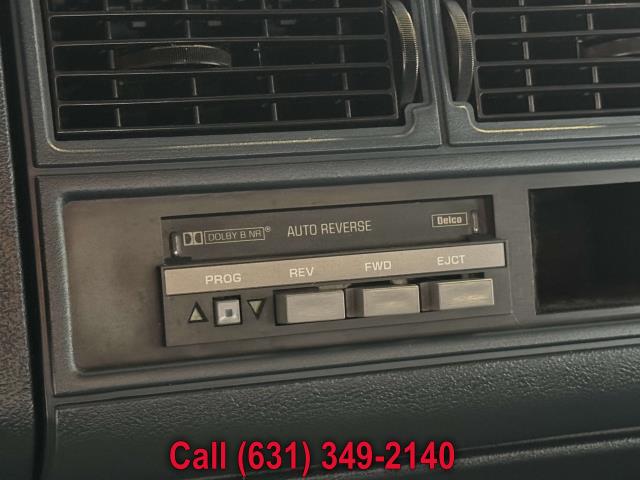 DOLBY B NR® AUTO REVERSE Delco
PROG REV FWD EJCT
Call (631) 349-2140